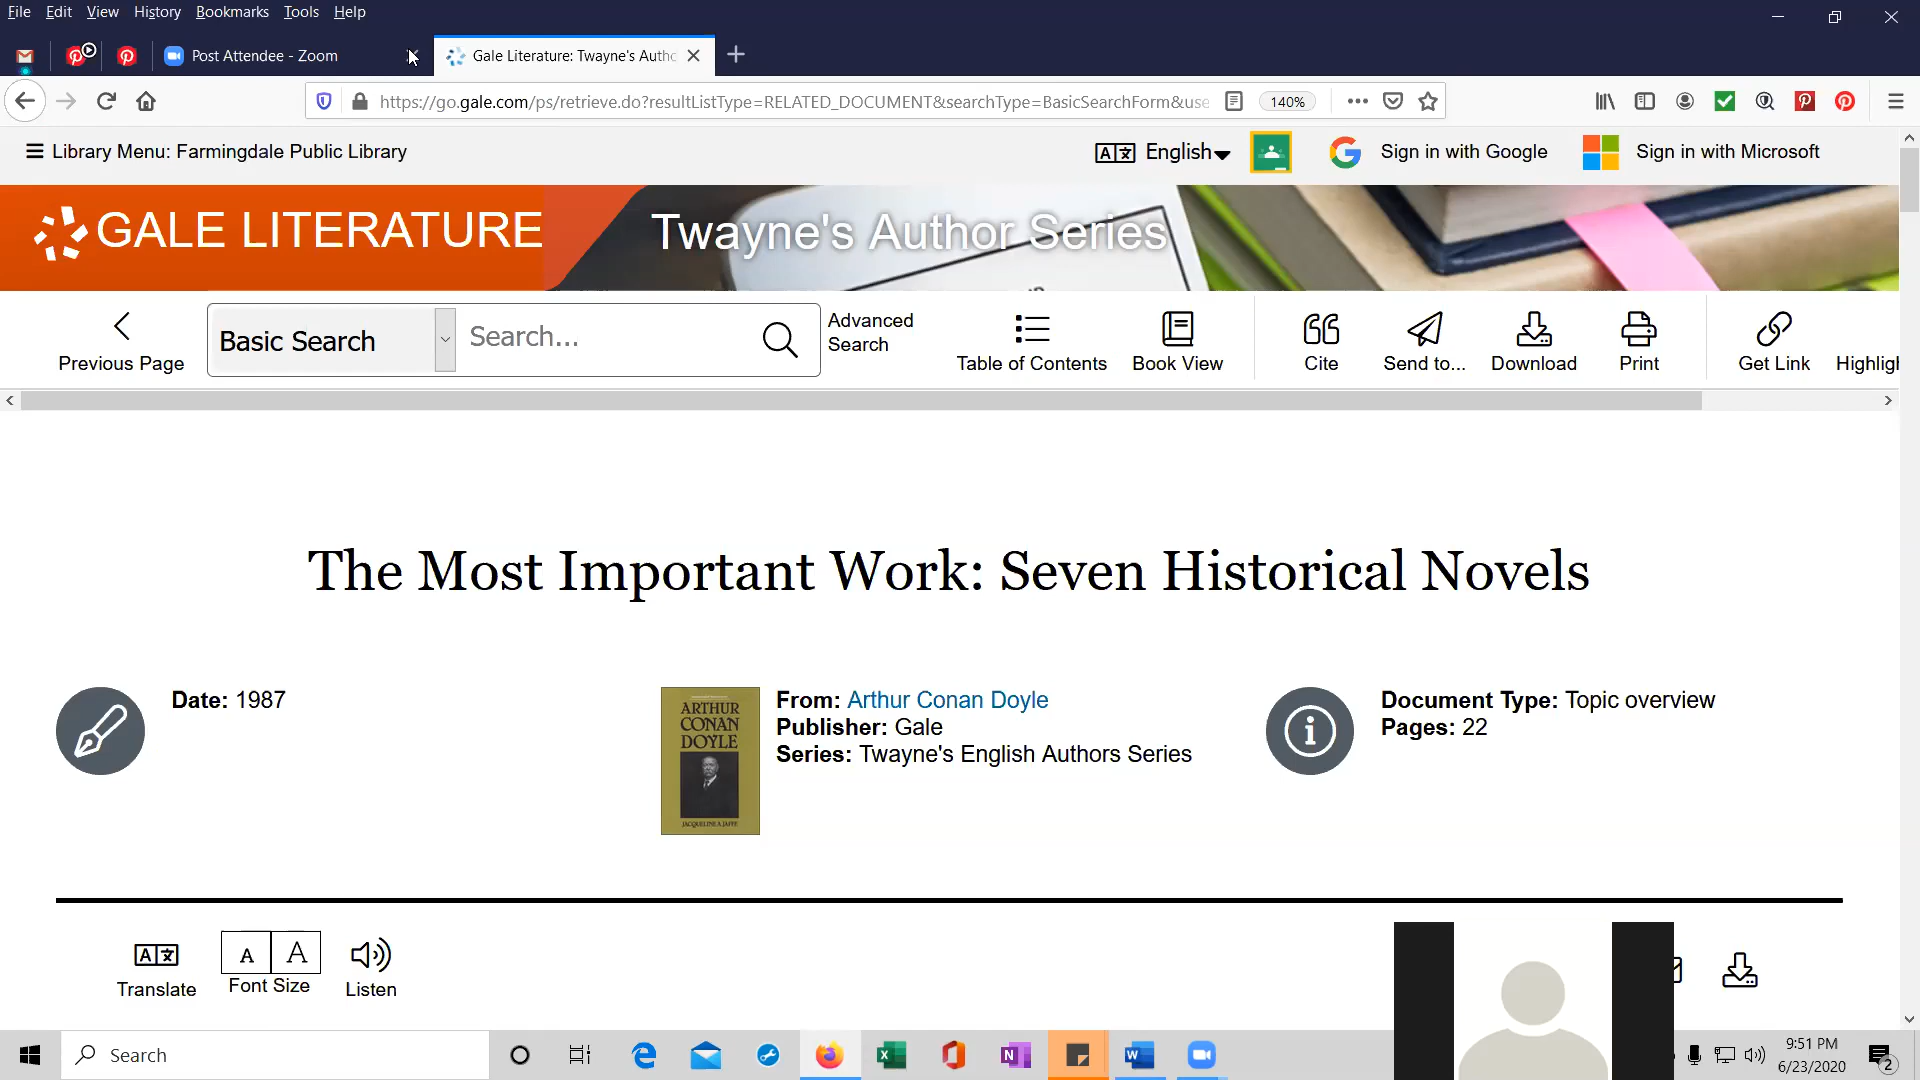 File Edit View History Bookmarks Tools Help
Post Attendee - Zoom
Gale Literature: Twayne's Autho
https://go.gale.com/ps/retrieve.do?resultListType=RELATED_DOCUMENT&searchType=BasicSearchForm&use
140%
Library Menu: Farmingdale Public Library
English
Sign in with Google
Sign in with Microsoft
GALE LITERATURE
Twayne's Author Series
Previous Page
Basic Search
Search...
Advanced
Search
Table of Contents
Book View
Cite
Send to...
Download
Print
Get Link
Highligh
The Most Important Work: Seven Historical Novels
Date: 1987
ARTHUR
CONAN
DOYLE
JACQUELINE A. JAFFE
From: Arthur Conan Doyle
Publisher: Gale
Series: Twayne's English Authors Series
Document Type: Topic overview
Pages: 22
A A
Translate
Font Size
Listen
Search
9:51 PM
6/23/2020
2